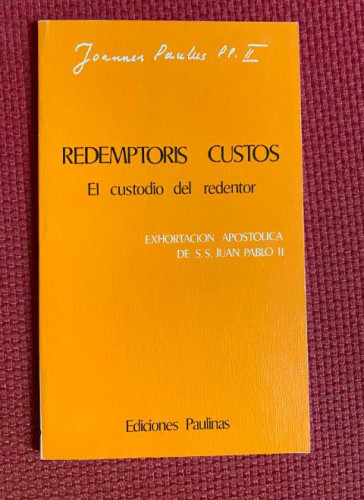 Joannes Paulus PP. II
REDEMPTORIS CUSTOS
El custodio del redentor
EXHORTACION APOSTOLICA
DE S.S. JUAN PABLO II
Ediciones Paulinas